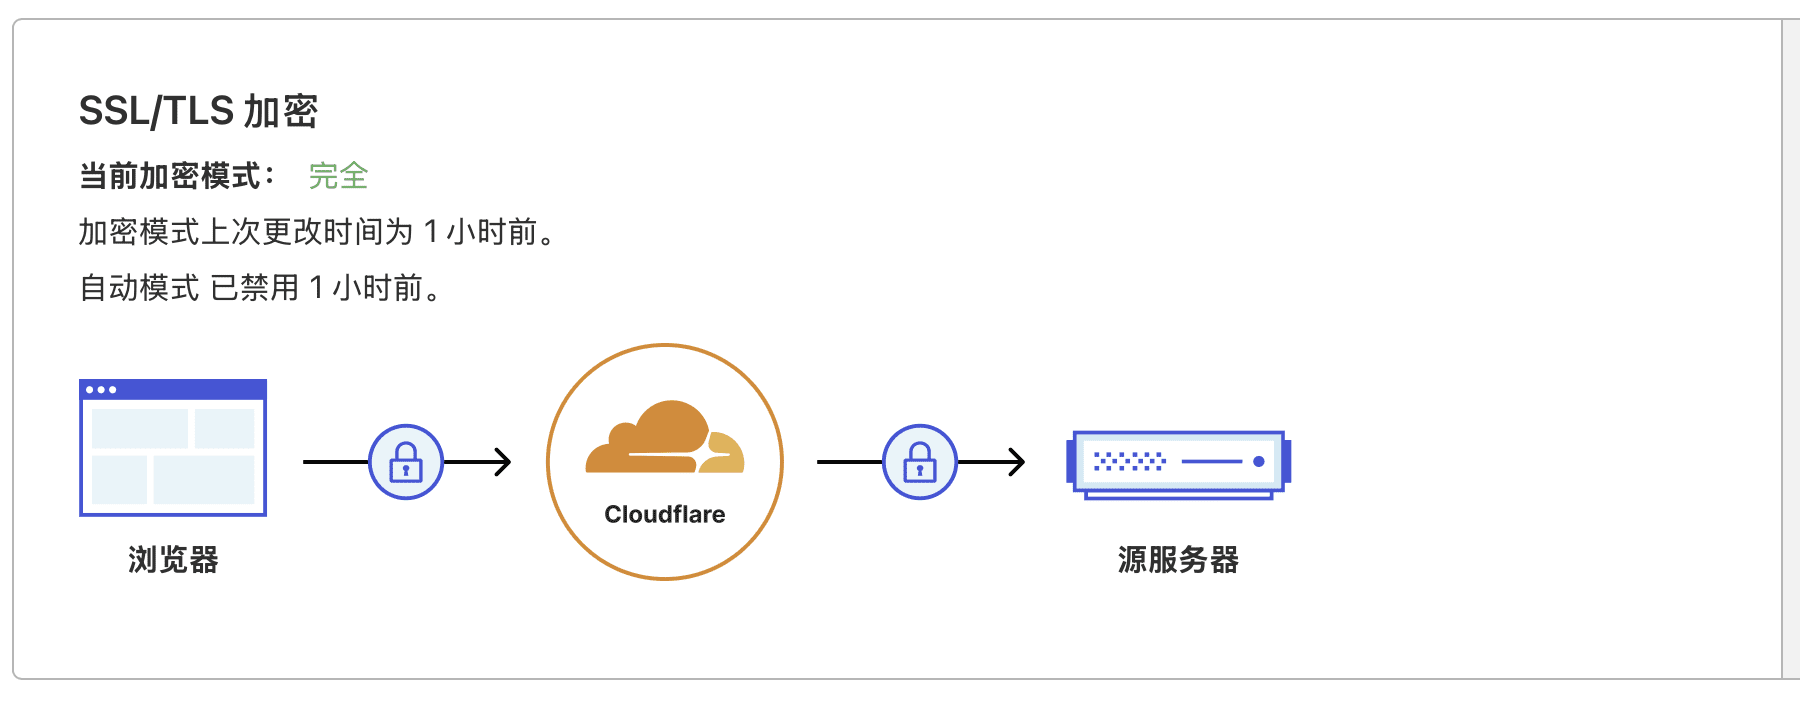 SSL/TLS 加密
当前加密模式： 完全
加密模式上次更改时间为 1 小时前。
自动模式 已禁用 1 小时前。
Cloudflare
浏览器
源服务器